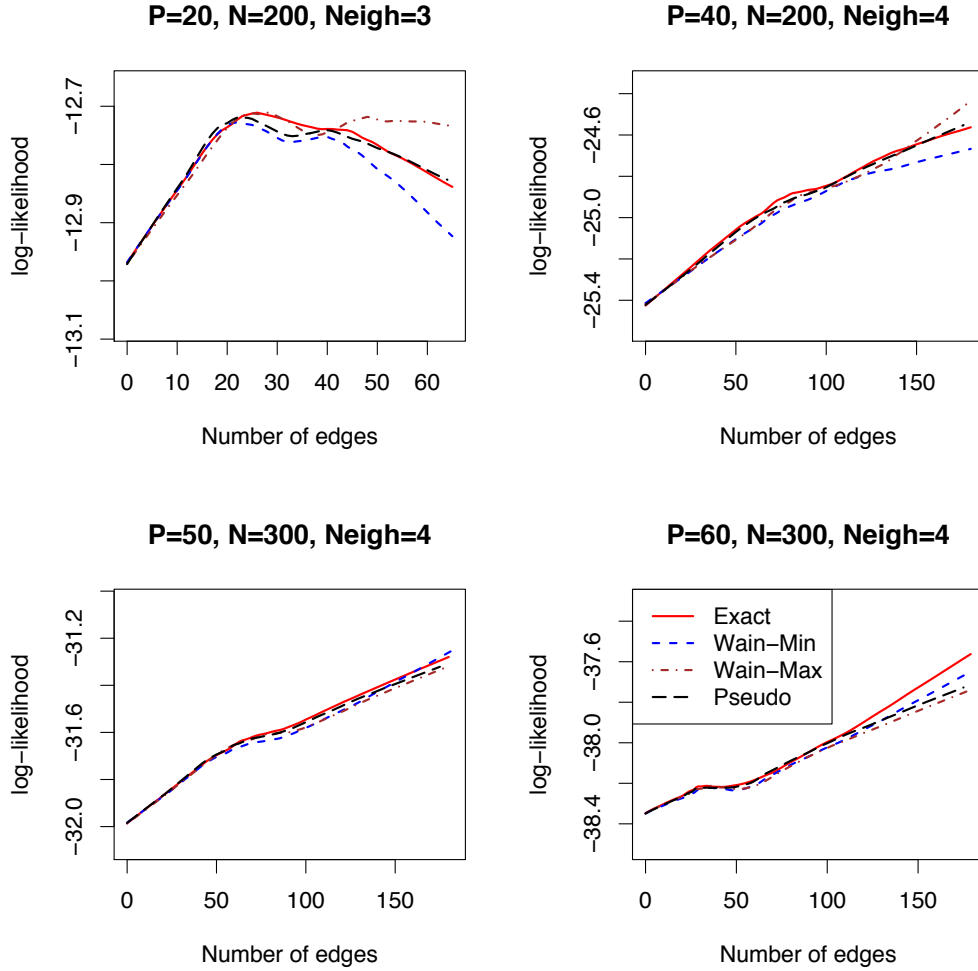 P=20, N=200, Neigh=3
log−likelihood
−12.7
−12.9
−13.1
0 10 20 30 40 50 60
Number of edges
P=40, N=200, Neigh=4
log−likelihood
−24.6
−25.0
−25.4
0 50 100 150
Number of edges
P=50, N=300, Neigh=4
log−likelihood
−31.2
−31.6
−32.0
0 50 100 150
Number of edges
P=60, N=300, Neigh=4
log−likelihood
−37.6
−38.0
−38.4
Exact
Wain−Min
Wain−Max
Pseudo
0 50 100 150
Number of edges